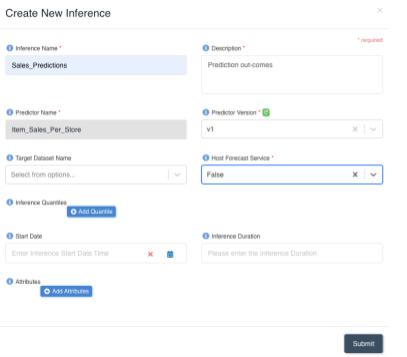 Create New Inference
×
* required
Inference Name *
Description *
Sales_Predictions
Prediction out-comes
Predictor Name *
Predictor Version *
Item_Sales_Per_Store
v1
Target Dataset Name
Host Forecast Service *
Select from options...
False
Inference Quantiles
Add Quantile
Start Date
Inference Duration
Enter Inference Start Date Time
Please enter the Inference Duration
Attributes
Add Attributes
Submit